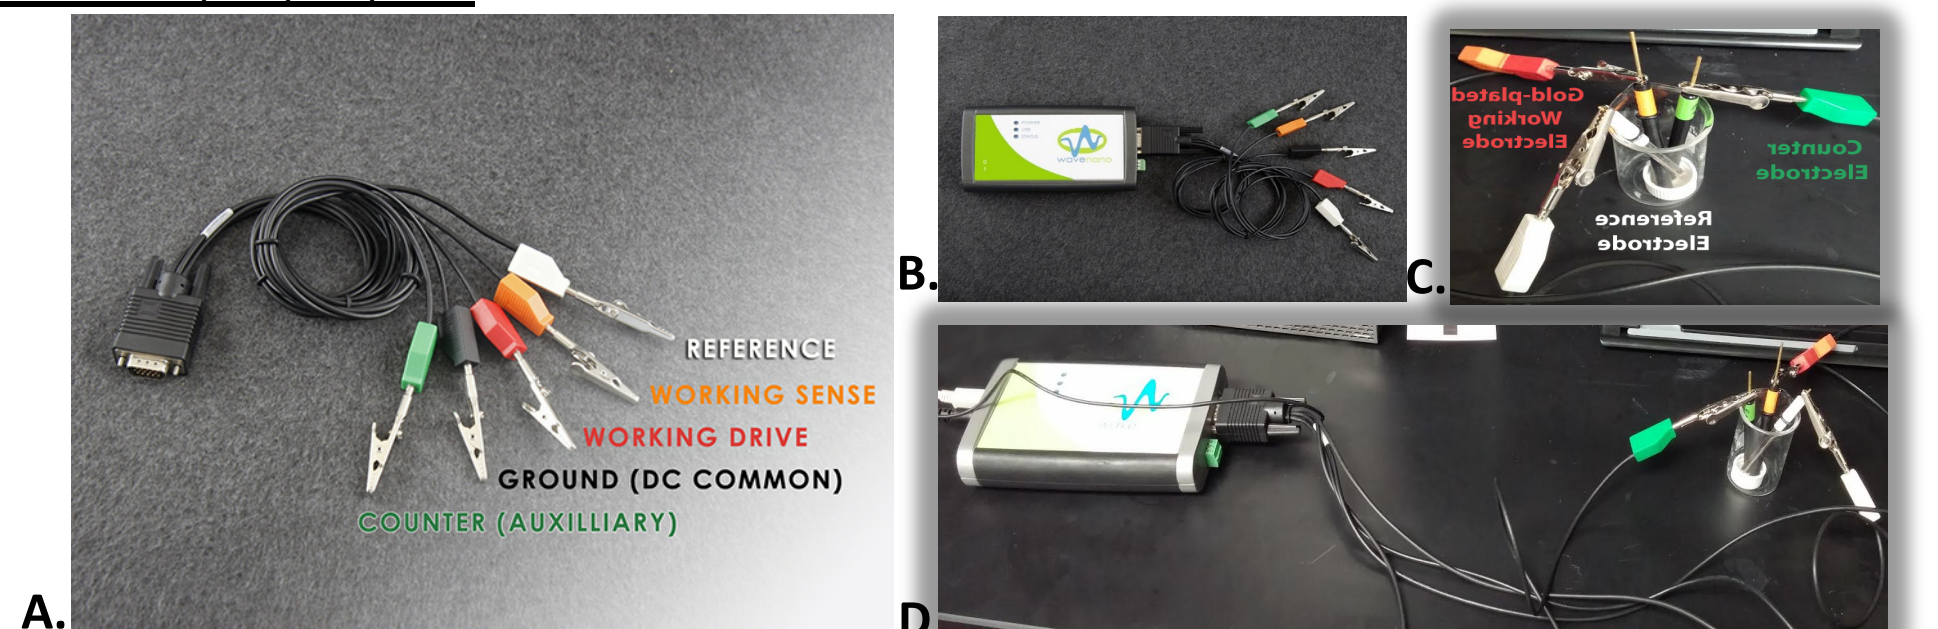 REFERENCE
WORKING SENSE
WORKING DRIVE
GROUND (DC COMMON)
COUNTER (AUXILLIARY)
A.
B.
wavenano
C.
Gold-plated
Working
Electrode
Counter
Electrode
Reference
Electrode
D